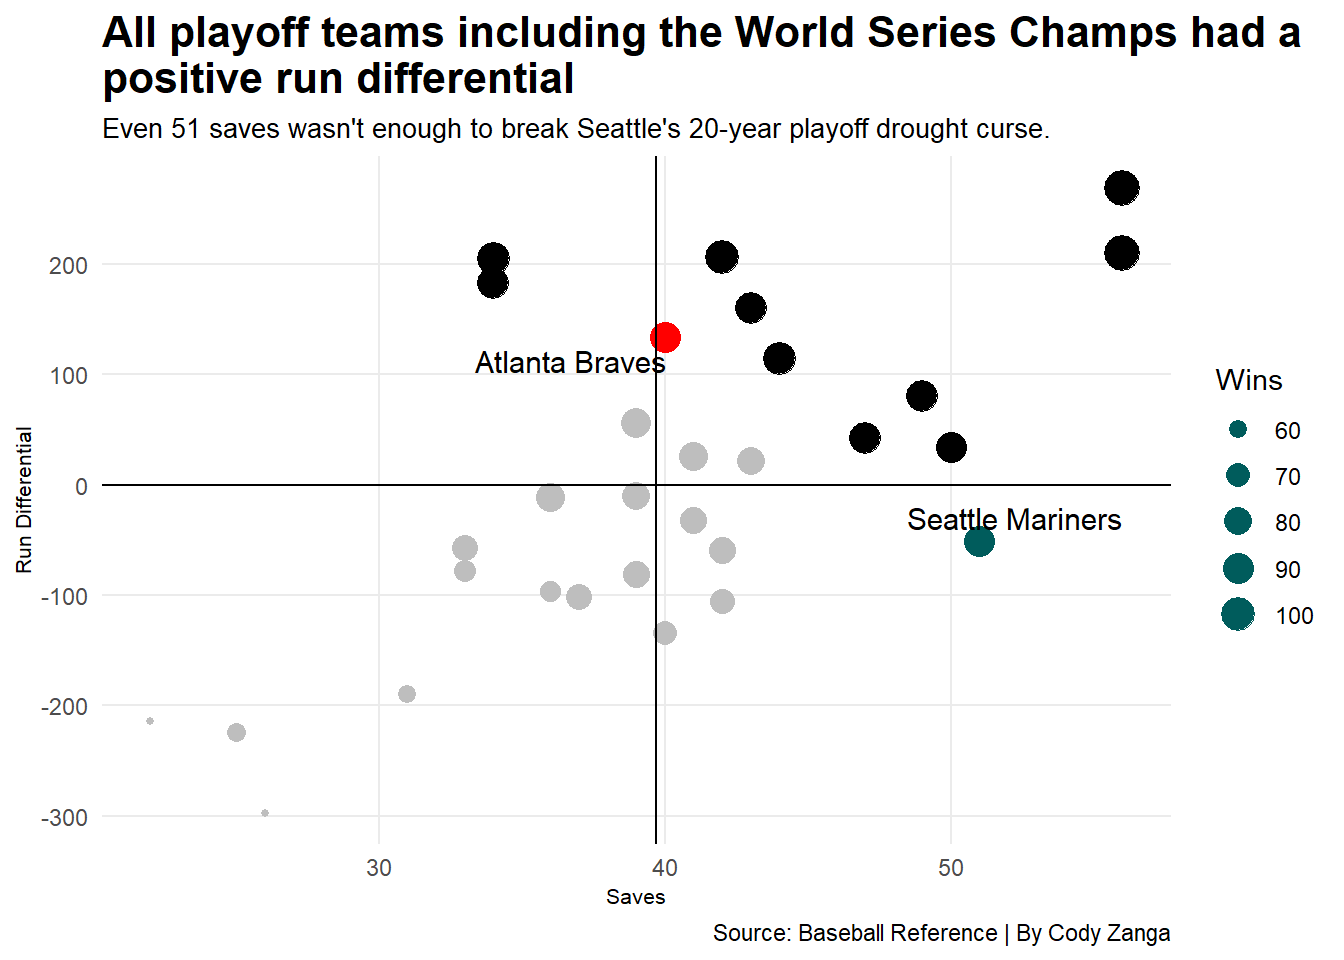 All playoff teams including the World Series Champs had a
positive run differential
Even 51 saves wasn't enough to break Seattle's 20-year playoff drought curse.
200
100
0
-100
-200
-300
Run Differential
Atlanta Braves
Seattle Mariners
30
40
50
Saves
Wins
60
70
80
90
100
Source: Baseball Reference | By Cody Zanga